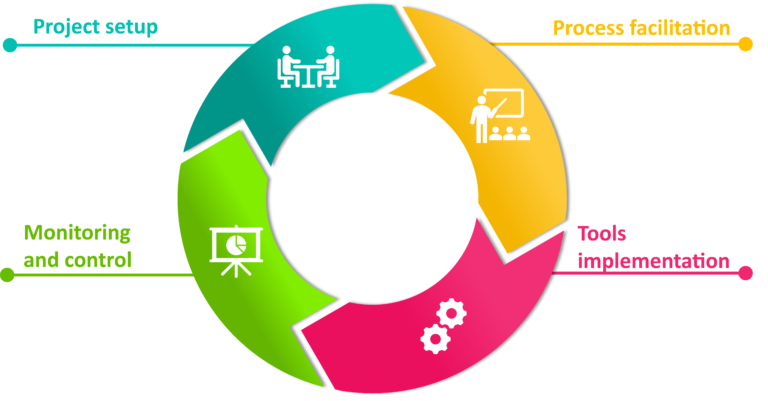 Project setup
Process facilitation
Monitoring
and control
Tools
implementation